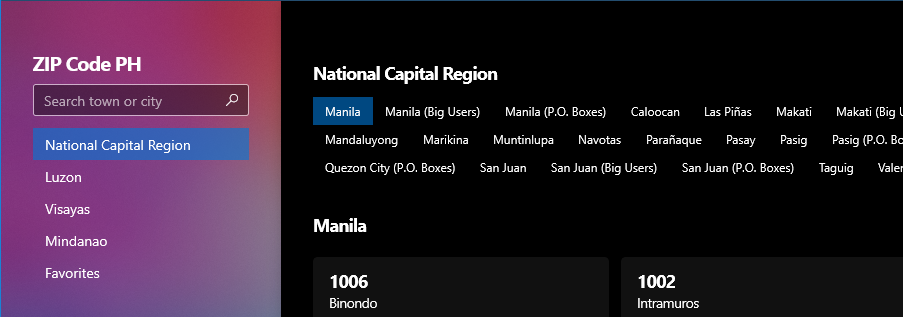 ZIP Code PH
Search town or city
National Capital Region
Luzon
Visayas
Mindanao
Favorites
National Capital Region
Manila Manila (Big Users) Manila (P.O. Boxes) Caloocan Las Piñas Makati Makati (Big U
Mandaluyong Marikina Muntinlupa Navotas Parañaque Pasay Pasig Pasig (P.O. Bo
Quezon City (P.O. Boxes) San Juan San Juan (Big Users) San Juan (P.O. Boxes) Taguig Valen
Manila
1006 1002
Binondo Intramuros